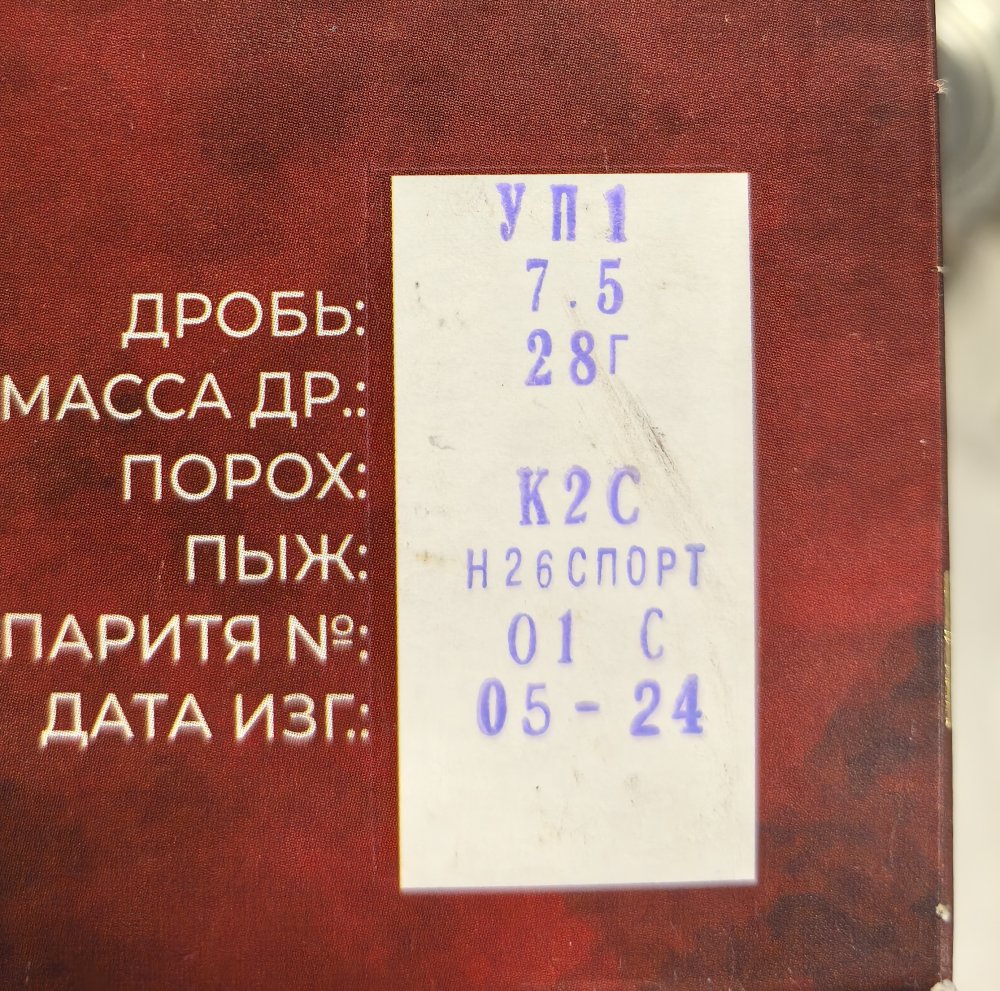 УП1
ДРОБЬ: 7.5
МАССА ДР.: 28Г
ПОРОХ: К2С
ПЫЖ: Н26СПОРТ
ПАРИТЯ №: 01 С
ДАТА ИЗГ.: 05-24